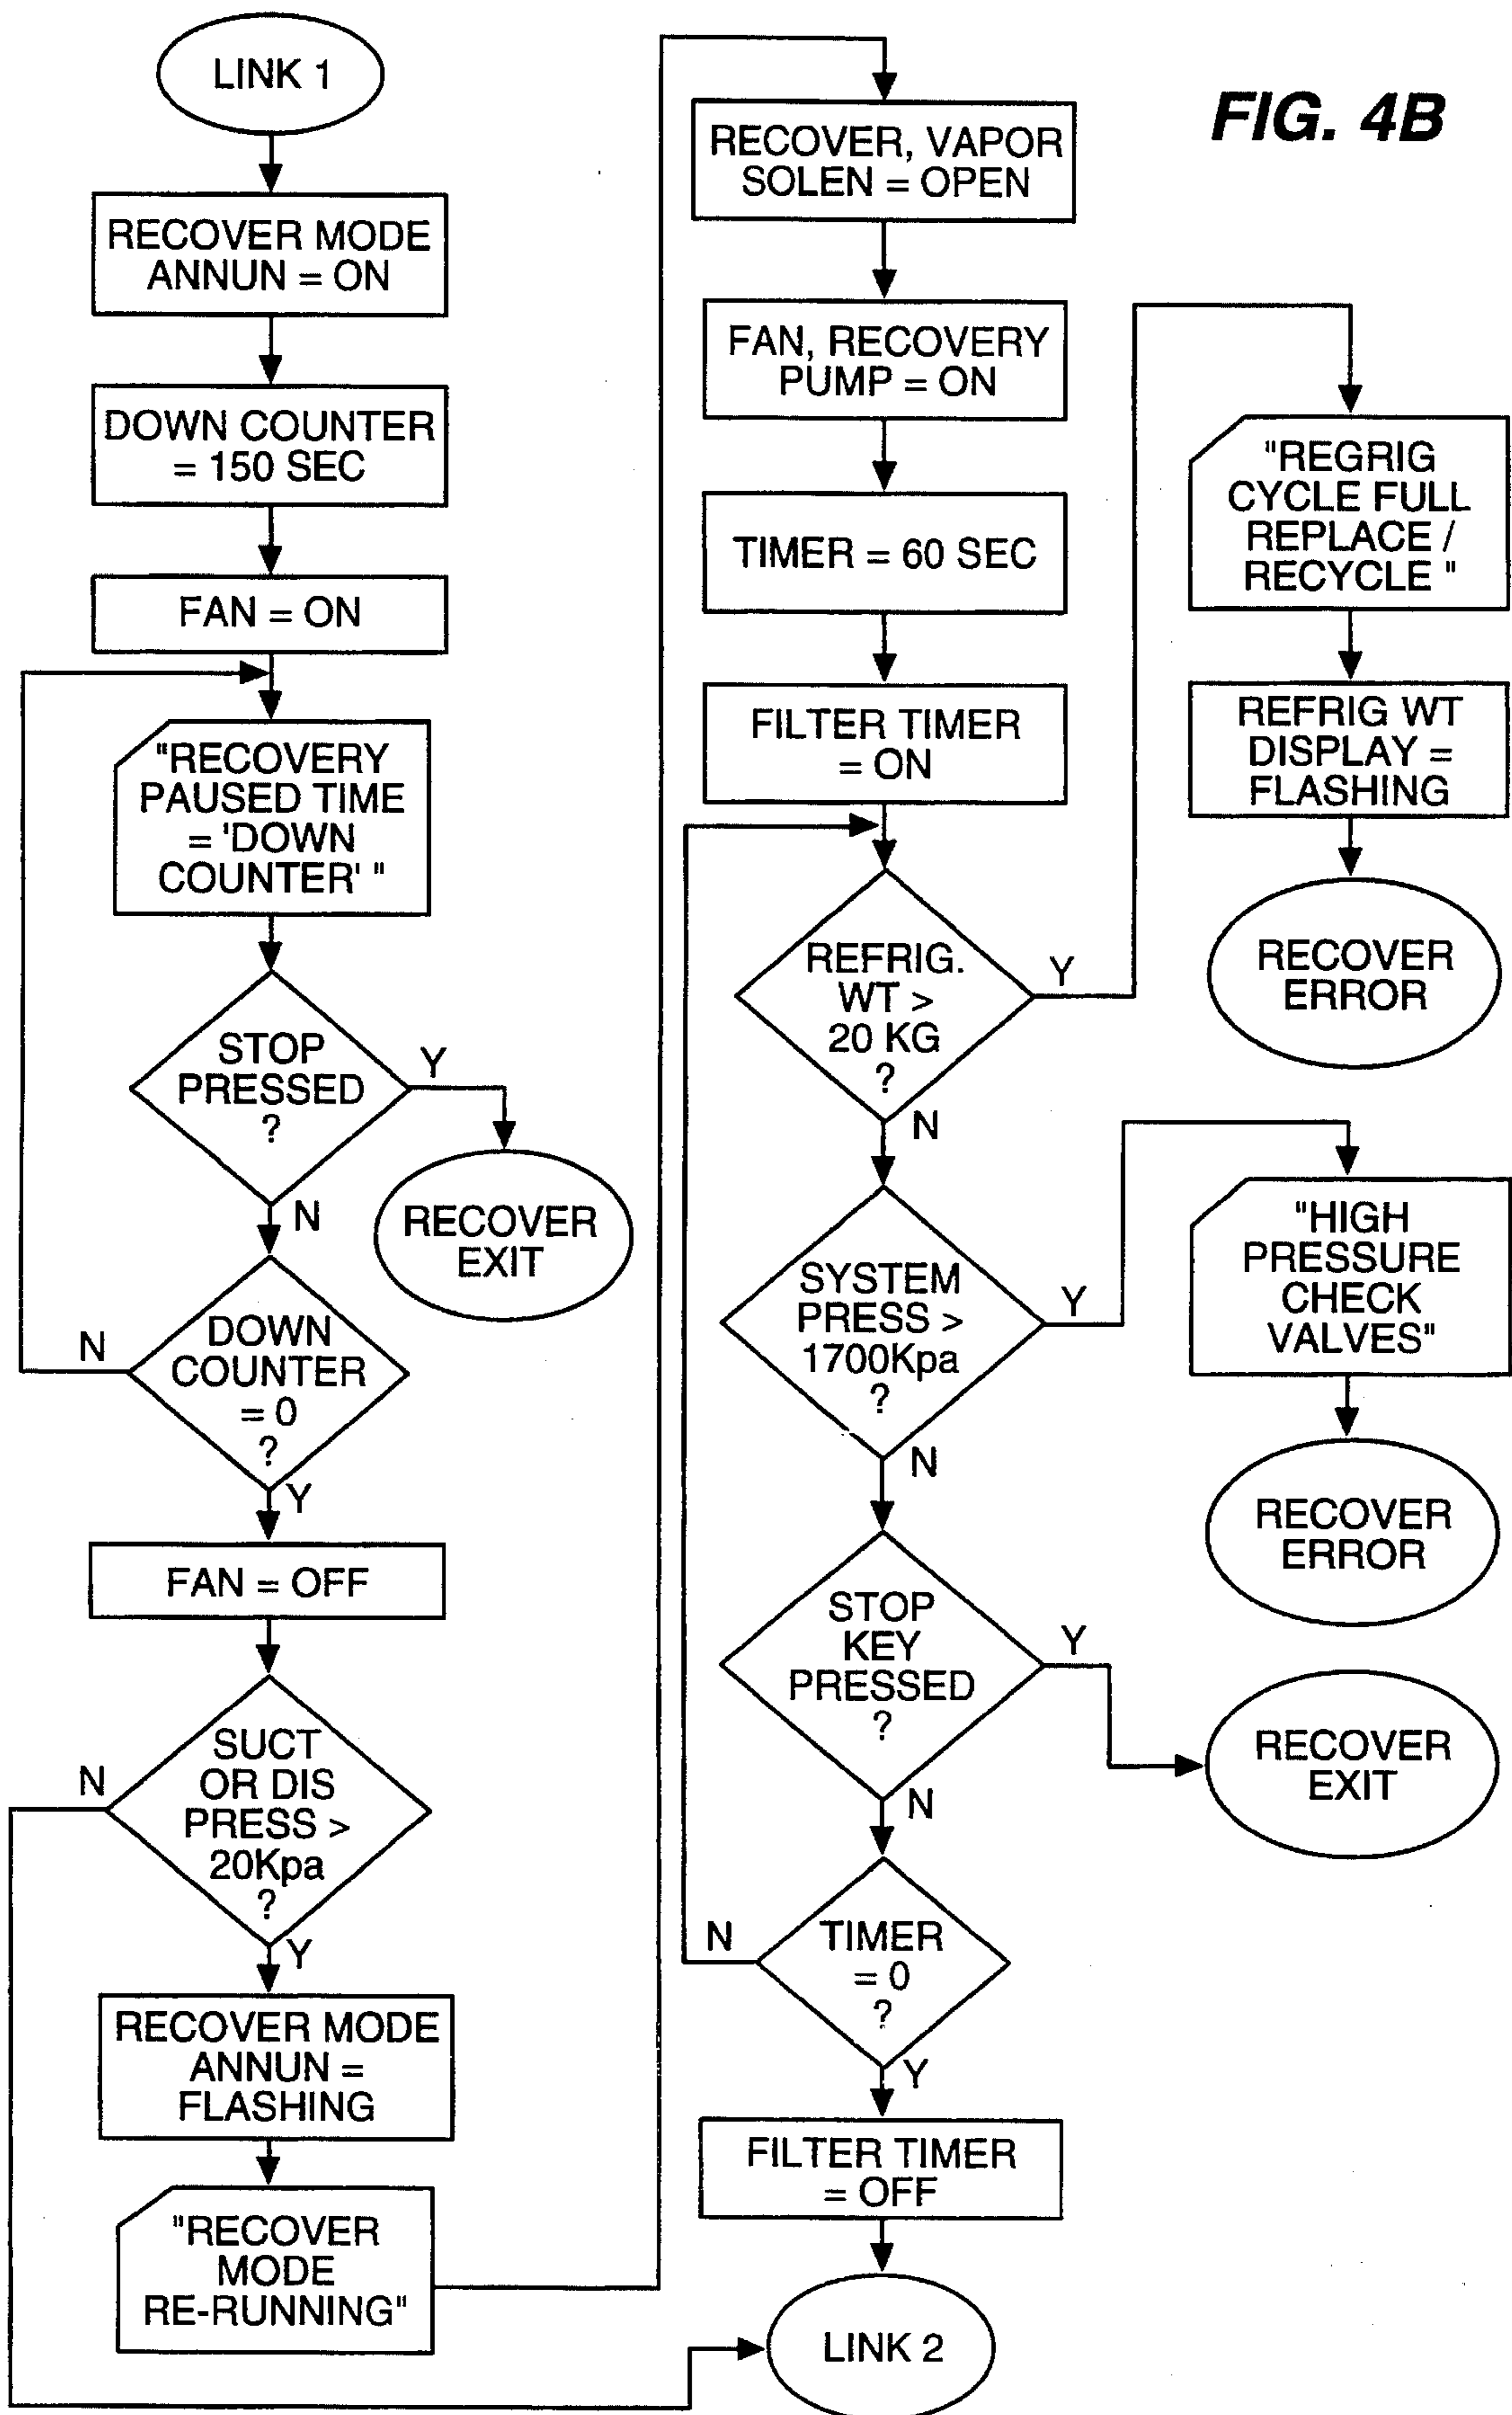 FIG. 4B
LINK 1
RECOVER MODE
ANNUN = ON
DOWN COUNTER
= 150 SEC
FAN = ON
"RECOVERY
PAUSED TIME
= 'DOWN
COUNTER' "
STOP
PRESSED
?
Y
N
RECOVER
EXIT
DOWN
COUNTER
= 0
?
N
Y
FAN = OFF
SUCT
OR DIS
PRESS >
20Kpa
?
N
Y
RECOVER MODE
ANNUN =
FLASHING
"RECOVER
MODE
RE-RUNNING"
RECOVER, VAPOR
SOLEN = OPEN
FAN, RECOVERY
PUMP = ON
TIMER = 60 SEC
FILTER TIMER
= ON
REFRIG.
WT >
20 KG
?
Y
N
"REGRIG
CYCLE FULL
REPLACE /
RECYCLE "
REFRIG WT
DISPLAY =
FLASHING
RECOVER
ERROR
SYSTEM
PRESS >
1700Kpa
?
Y
N
"HIGH
PRESSURE
CHECK
VALVES"
RECOVER
ERROR
STOP
KEY
PRESSED
?
Y
N
RECOVER
EXIT
TIMER
= 0
?
N
Y
FILTER TIMER
= OFF
LINK 2